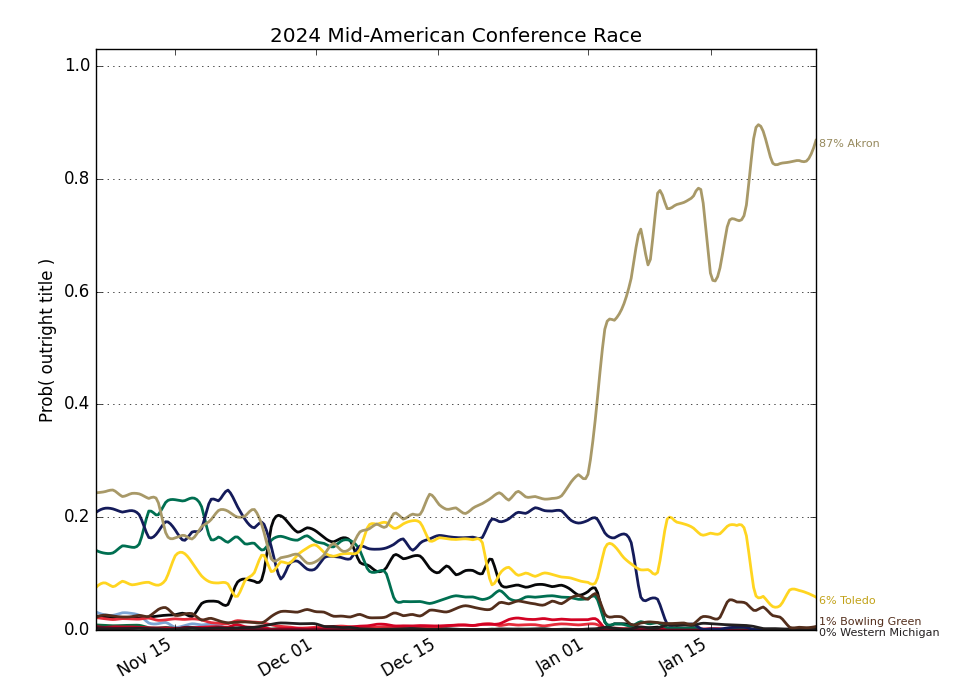 2024 Mid-American Conference Race
Prob( outright title )
1.0
0.8
0.6
0.4
0.2
0.0
87% Akron
6% Toledo
1% Bowling Green
0% Western Michigan
Nov 15
Dec 01
Dec 15
Jan 01
Jan 15